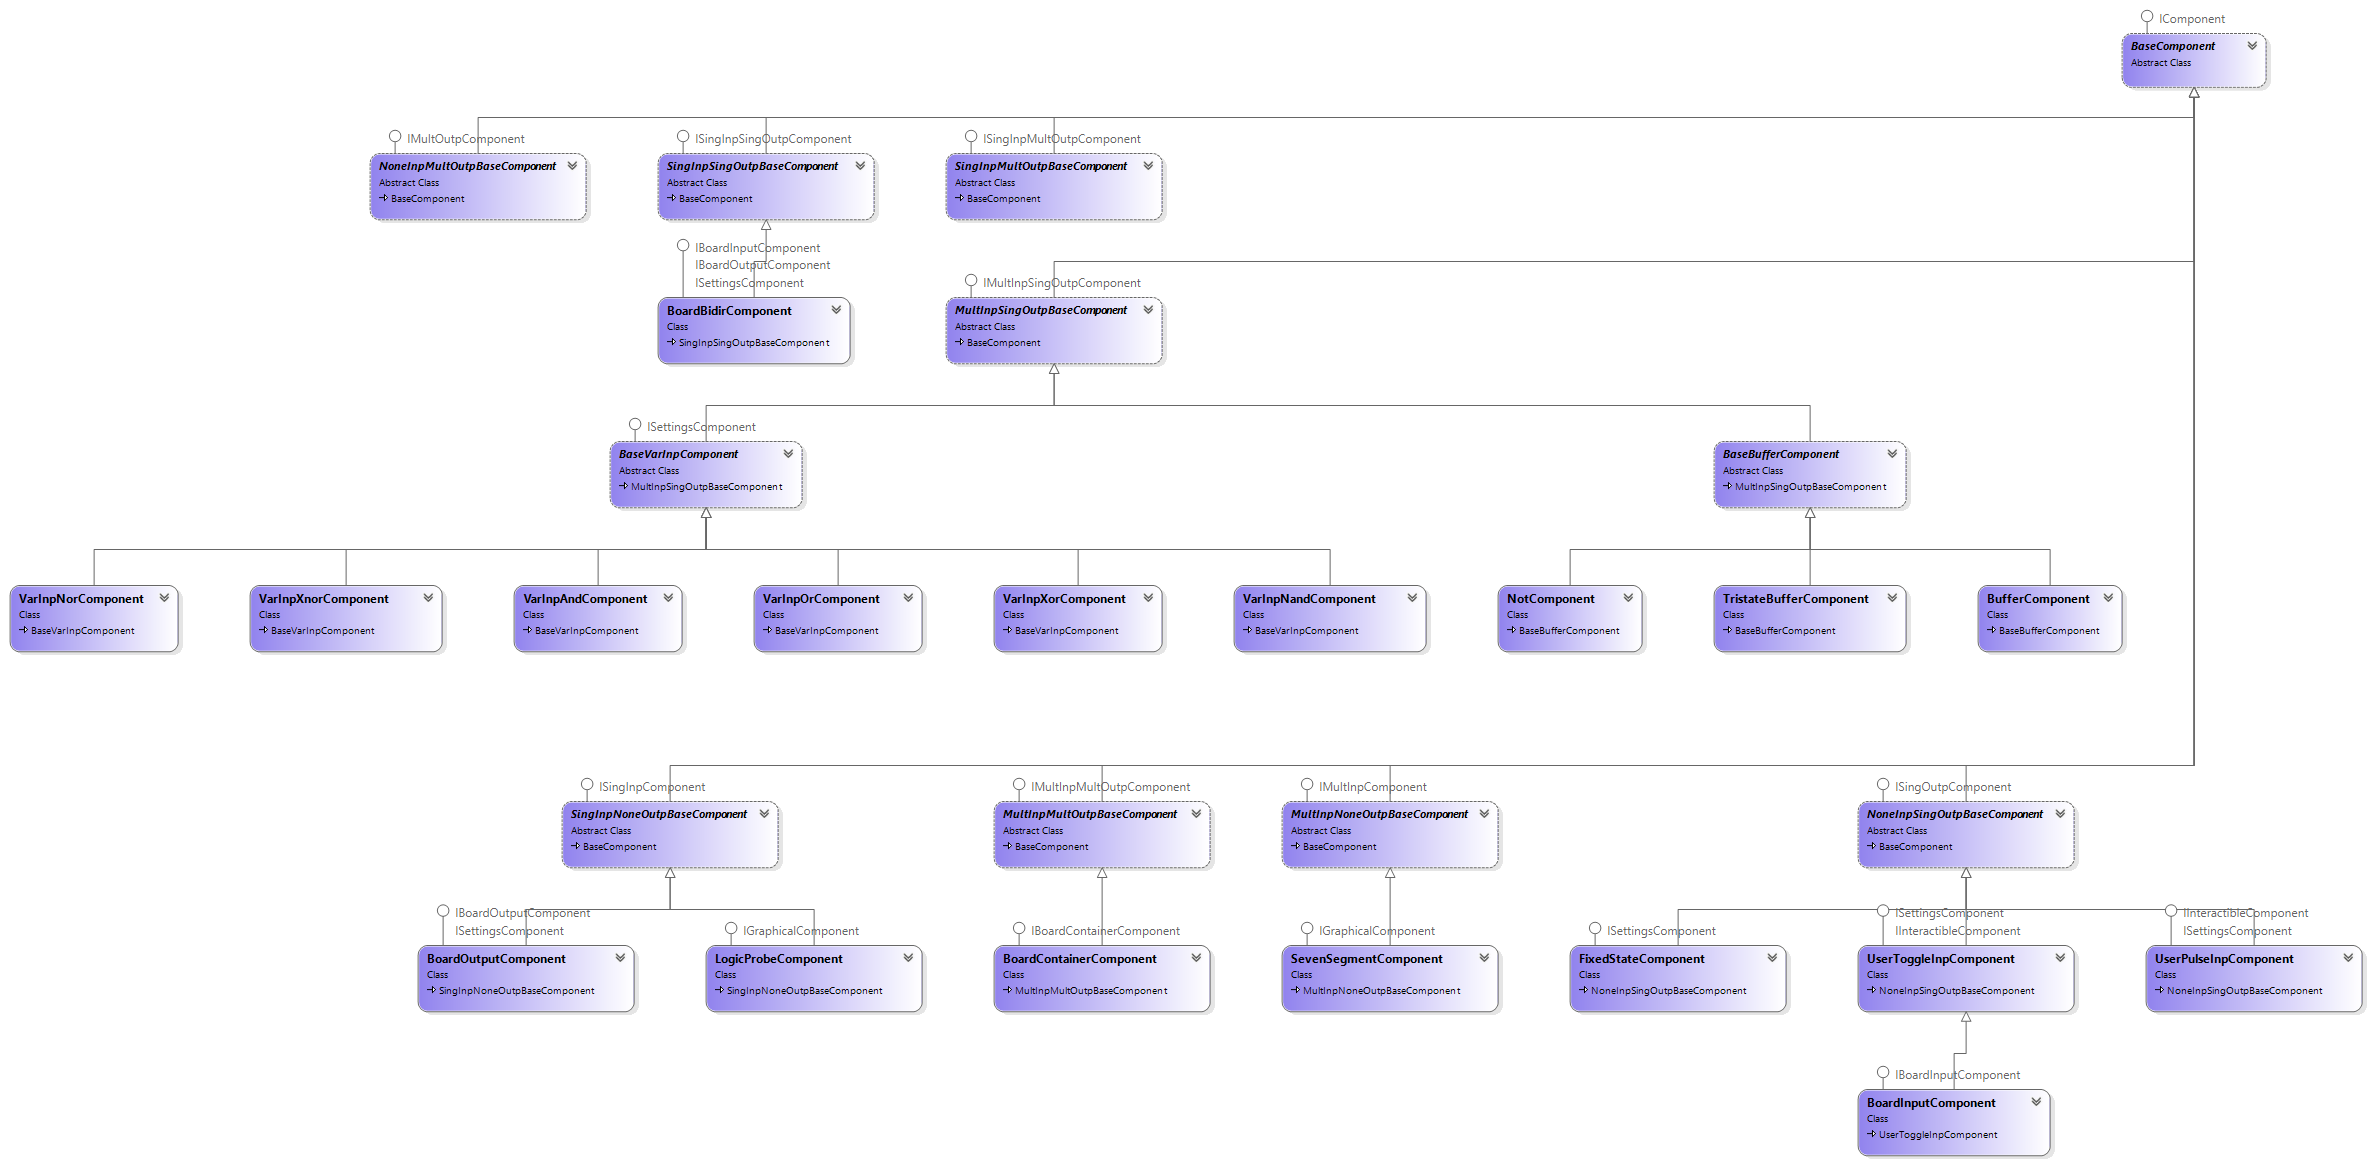 IComponent
BaseComponent
Abstract Class
IMultOutpComponent
NoneInpMultOutpBaseComponent
Abstract Class
BaseComponent
ISingInpSingOutpComponent
SingInpSingOutpBaseComponent
Abstract Class
BaseComponent
ISingInpMultOutpComponent
SingInpMultOutpBaseComponent
Abstract Class
BaseComponent
IBoardInputComponent
IBoardOutputComponent
ISettingsComponent
BoardBidirComponent
Class
SingInpSingOutpBaseComponent
IMultInpSingOutpComponent
MultInpSingOutpBaseComponent
Abstract Class
BaseComponent
ISettingsComponent
BaseVarInpComponent
Abstract Class
MultInpSingOutpBaseComponent
BaseBufferComponent
Abstract Class
MultInpSingOutpBaseComponent
VarInpNorComponent
Class
BaseVarInpComponent
VarInpXnorComponent
Class
BaseVarInpComponent
VarInpAndComponent
Class
BaseVarInpComponent
VarInpOrComponent
Class
BaseVarInpComponent
VarInpXorComponent
Class
BaseVarInpComponent
VarInpNandComponent
Class
BaseVarInpComponent
NotComponent
Class
BaseBufferComponent
TristateBufferComponent
Class
BaseBufferComponent
BufferComponent
Class
BaseBufferComponent
ISingInpComponent
SingInpNoneOutpBaseComponent
Abstract Class
BaseComponent
IMultInpMultOutpComponent
MultInpMultOutpBaseComponent
Abstract Class
BaseComponent
IMultInpComponent
MultInpNoneOutpBaseComponent
Abstract Class
BaseComponent
ISingOutpComponent
NoneInpSingOutpBaseComponent
Abstract Class
BaseComponent
IBoardOutputComponent
ISettingsComponent
BoardOutputComponent
Class
SingInpNoneOutpBaseComponent
IGraphicalComponent
LogicProbeComponent
Class
SingInpNoneOutpBaseComponent
IBoardContainerComponent
BoardContainerComponent
Class
MultInpMultOutpBaseComponent
IGraphicalComponent
SevenSegmentComponent
Class
MultInpNoneOutpBaseComponent
ISettingsComponent
FixedStateComponent
Class
NoneInpSingOutpBaseComponent
ISettingsComponent
IInteractibleComponent
UserToggleInpComponent
Class
NoneInpSingOutpBaseComponent
IInteractibleComponent
ISettingsComponent
UserPulseInpComponent
Class
NoneInpSingOutpBaseComponent
IBoardInputComponent
BoardInputComponent
Class
UserToggleInpComponent